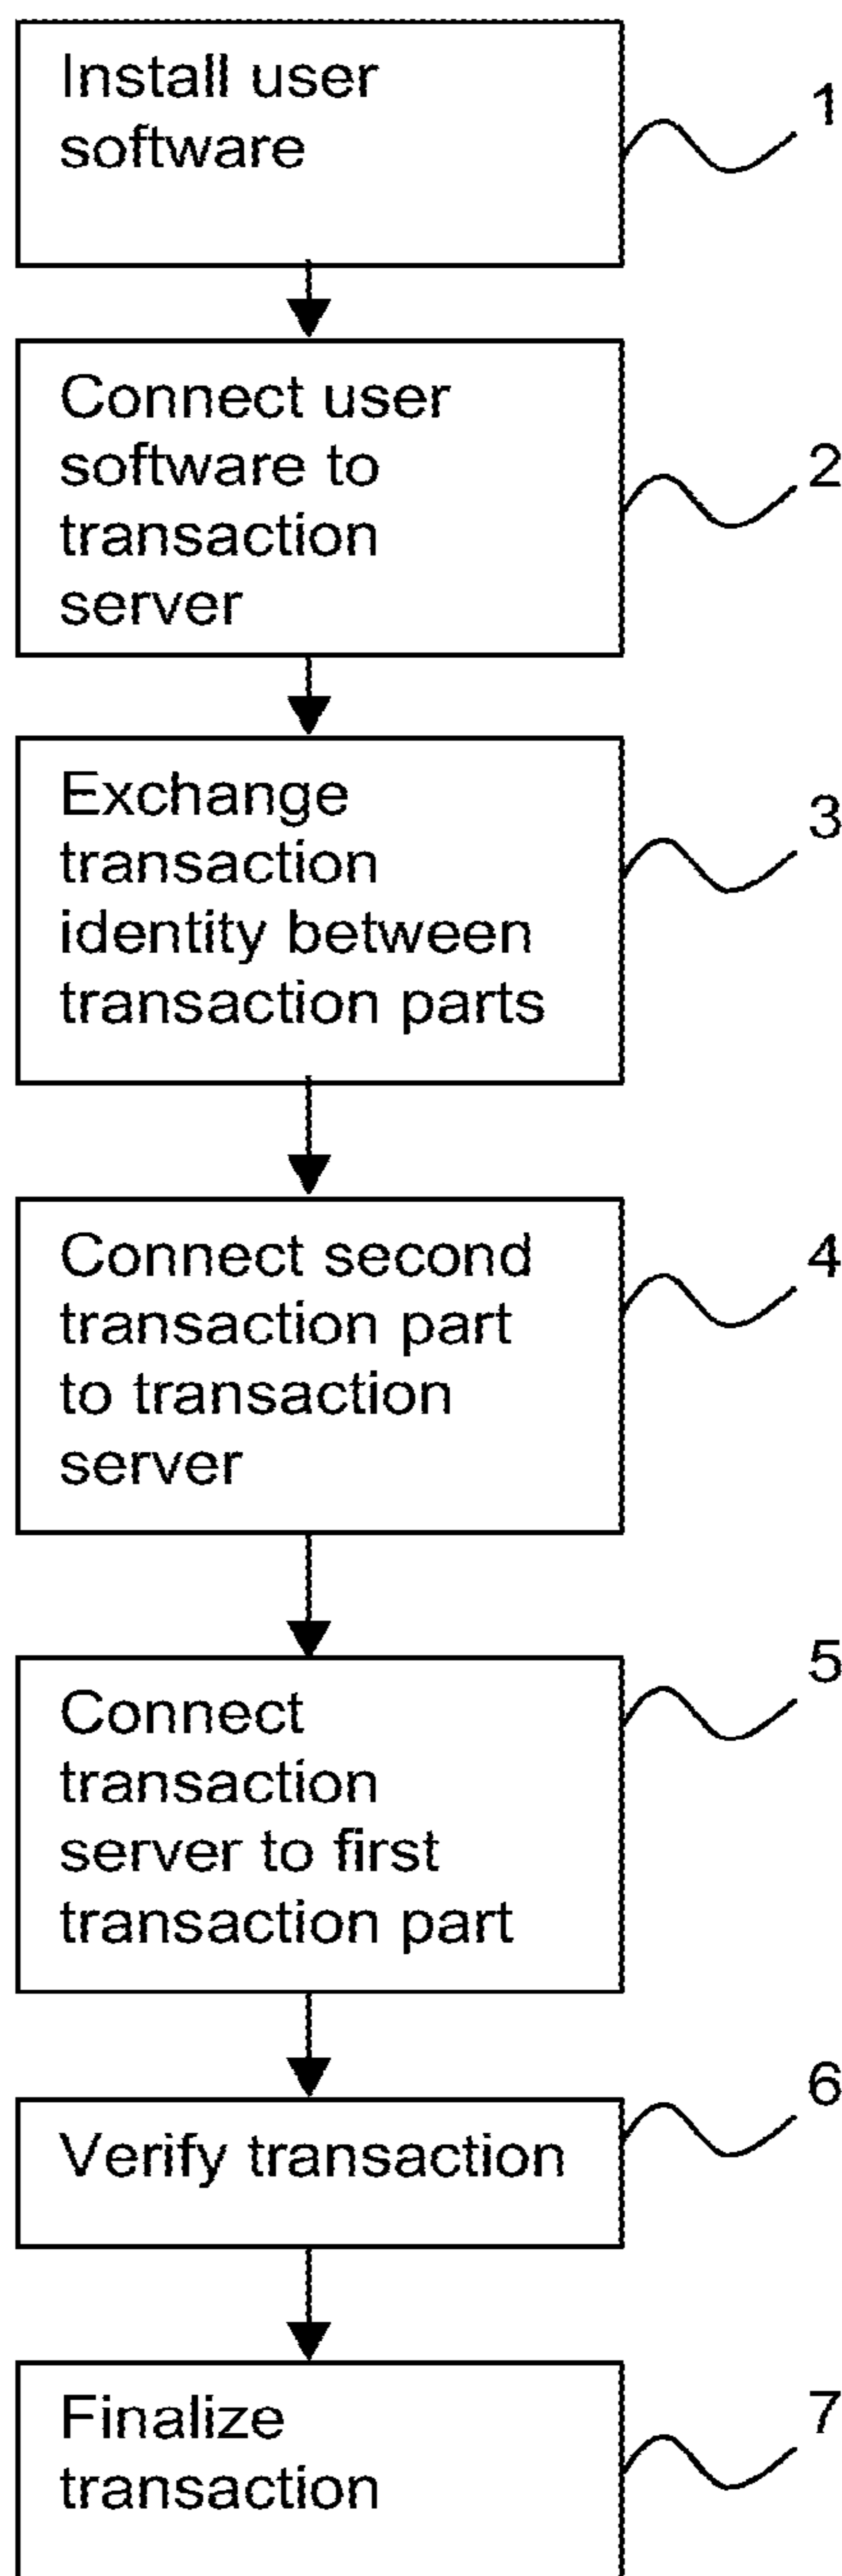 Install user
software
1
Connect user
software to
transaction
server
2
Exchange
transaction
identity between
transaction parts
3
Connect second
transaction part
to transaction
server
4
Connect
transaction
server to first
transaction part
5
Verify transaction
6
Finalize
transaction
7